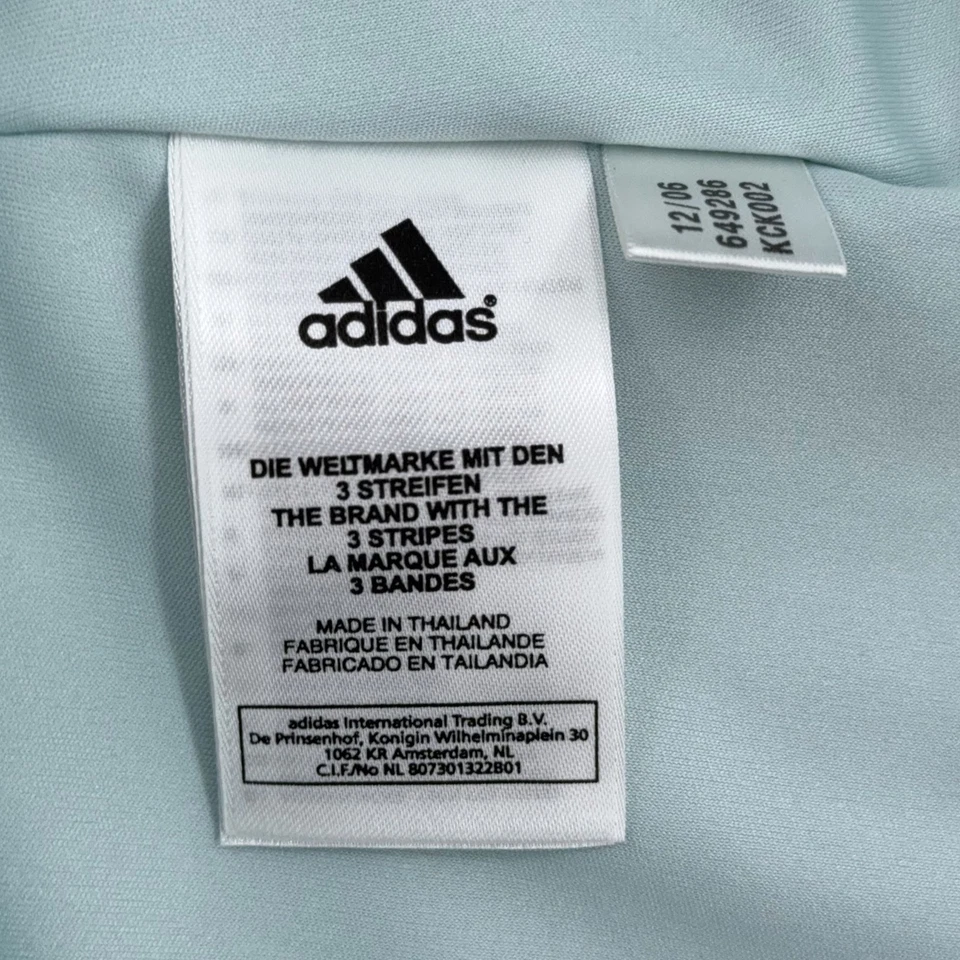 adidas®
DIE WELTMARKE MIT DEN
3 STREIFEN
THE BRAND WITH THE
3 STRIPES
LA MARQUE AUX
3 BANDES
MADE IN THAILAND
FABRIQUE EN THAILANDE
FABRICADO EN TAILANDIA
adidas International Trading B.V.
De Prinsenhof, Konigin Wilhelminaplein 30
1062 KR Amsterdam, NL
C.I.F./No NL 807301322B01
12/06
649286
KCK002